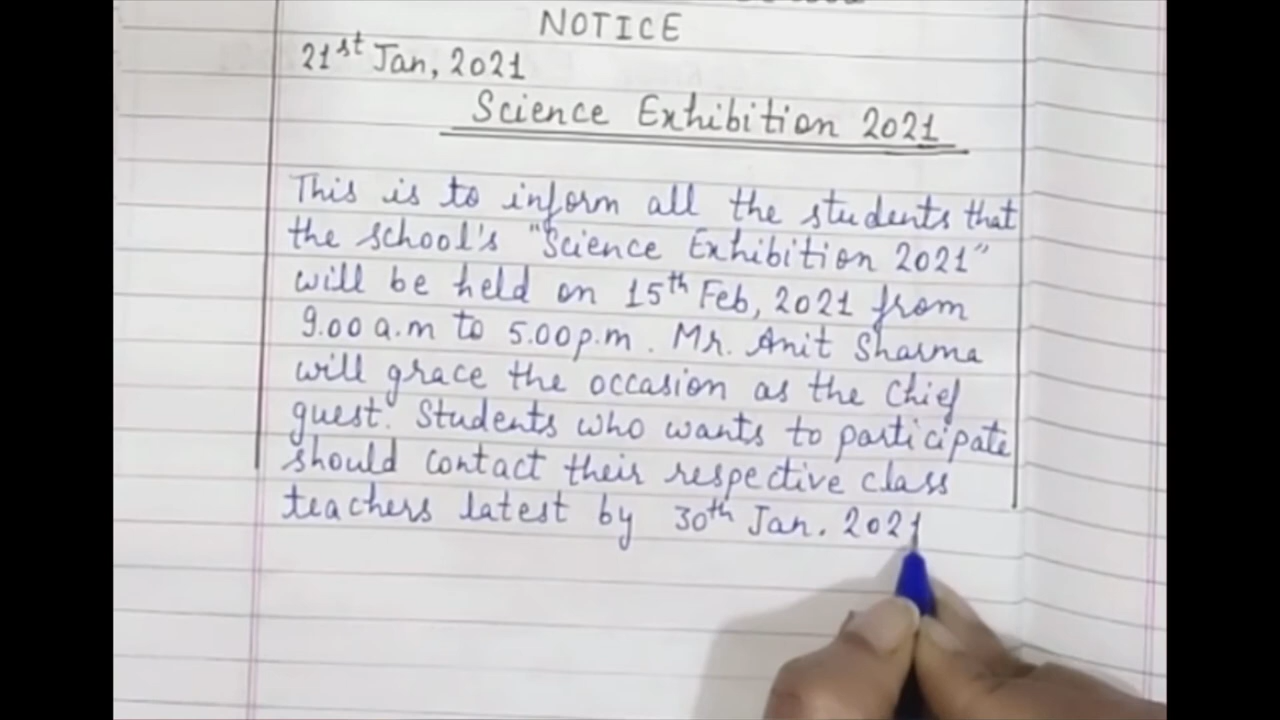 NOTICE
21st Jan, 2021
Science Exhibition 2021
This is to inform all the students that
the school's "Science Exhibition 2021"
will be held on 15th Feb, 2021 from
9.00 a.m to 5.00 p.m. Mr. Anit Sharma
will grace the occasion as the Chief
guest. Students who wants to participate
should contact their respective class
teachers latest by 30th Jan. 2021